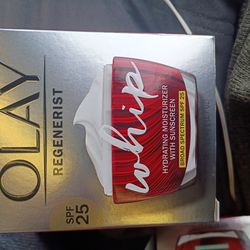 OLAY
REGENERIST
whip
HYDRATING MOISTURIZER
WITH SUNSCREEN
BROAD SPECTRUM SPF 25
SPF
25